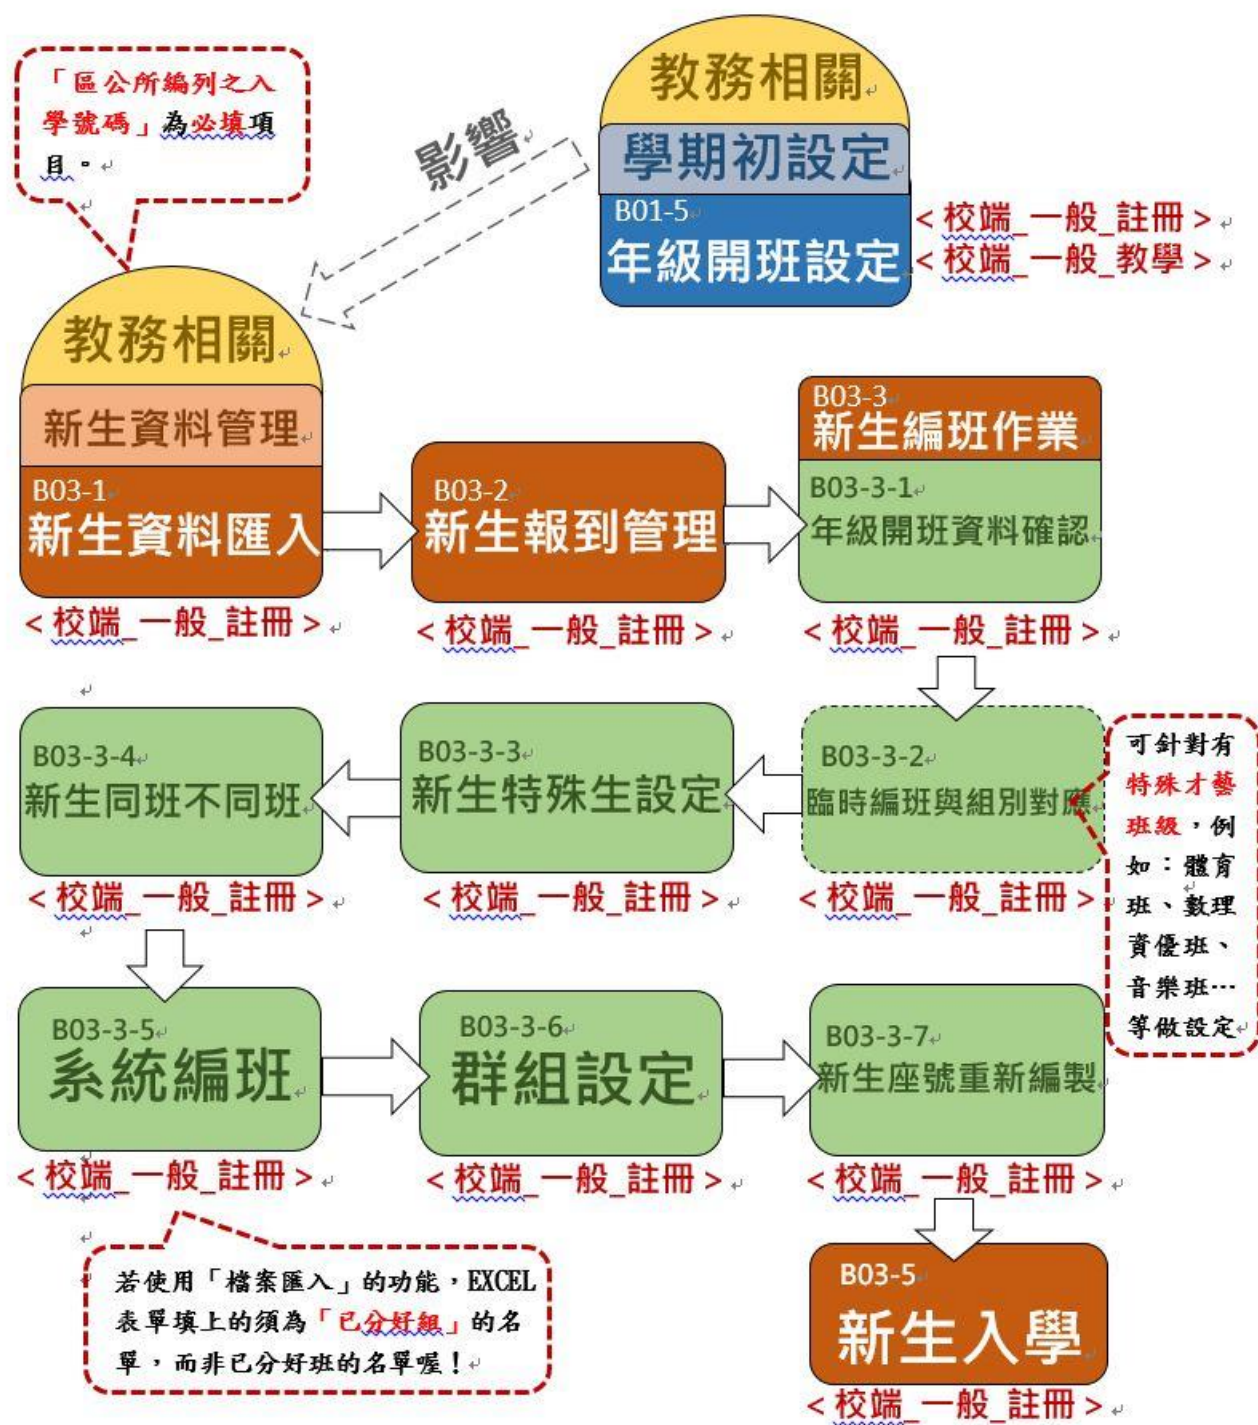 「區公所編列之入
學號碼」為必填項
目。
影響
教務相關
學期初設定
B01-5
年級開班設定
<校端_一般_註冊>
<校端_一般_教學>
教務相關
新生資料管理
B03-1
新生資料匯入
<校端_一般_註冊>
B03-2
新生報到管理
<校端_一般_註冊>
B03-3
新生編班作業
B03-3-1
年級開班資料確認
<校端_一般_註冊>
B03-3-2
臨時編班與組別對應
<校端_一般_註冊>
可針對有
特殊才藝
班級，例
如：體育
班、數理
資優班、
音樂班…
等做設定
B03-3-3
新生特殊生設定
<校端_一般_註冊>
B03-3-4
新生同班不同班
<校端_一般_註冊>
B03-3-5
系統編班
<校端_一般_註冊>
若使用「檔案匯入」的功能，EXCEL
表單填上的須為「已分好組」的名
單，而非已分好班的名單喔！
B03-3-6
群組設定
<校端_一般_註冊>
B03-3-7
新生座號重新編製
<校端_一般_註冊>
B03-5
新生入學
<校端_一般_註冊>